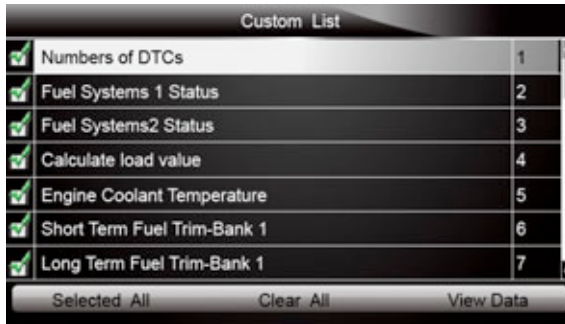 Custom List
Numbers of DTCs 1
Fuel Systems 1 Status 2
Fuel Systems2 Status 3
Calculate load value 4
Engine Coolant Temperature 5
Short Term Fuel Trim-Bank 1 6
Long Term Fuel Trim-Bank 1 7
Selected All Clear All View Data